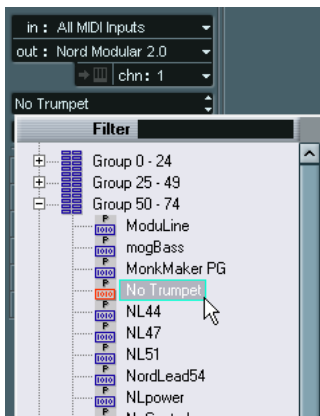 in : All MIDI Inputs
out : Nord Modular 2.0
chn: 1
No Trumpet
Filter
Group 0 - 24
Group 25 - 49
Group 50 - 74
ModuLine
mogBass
MonkMaker PG
No Trumpet
NL44
NL47
NL51
NordLead54
NLpower